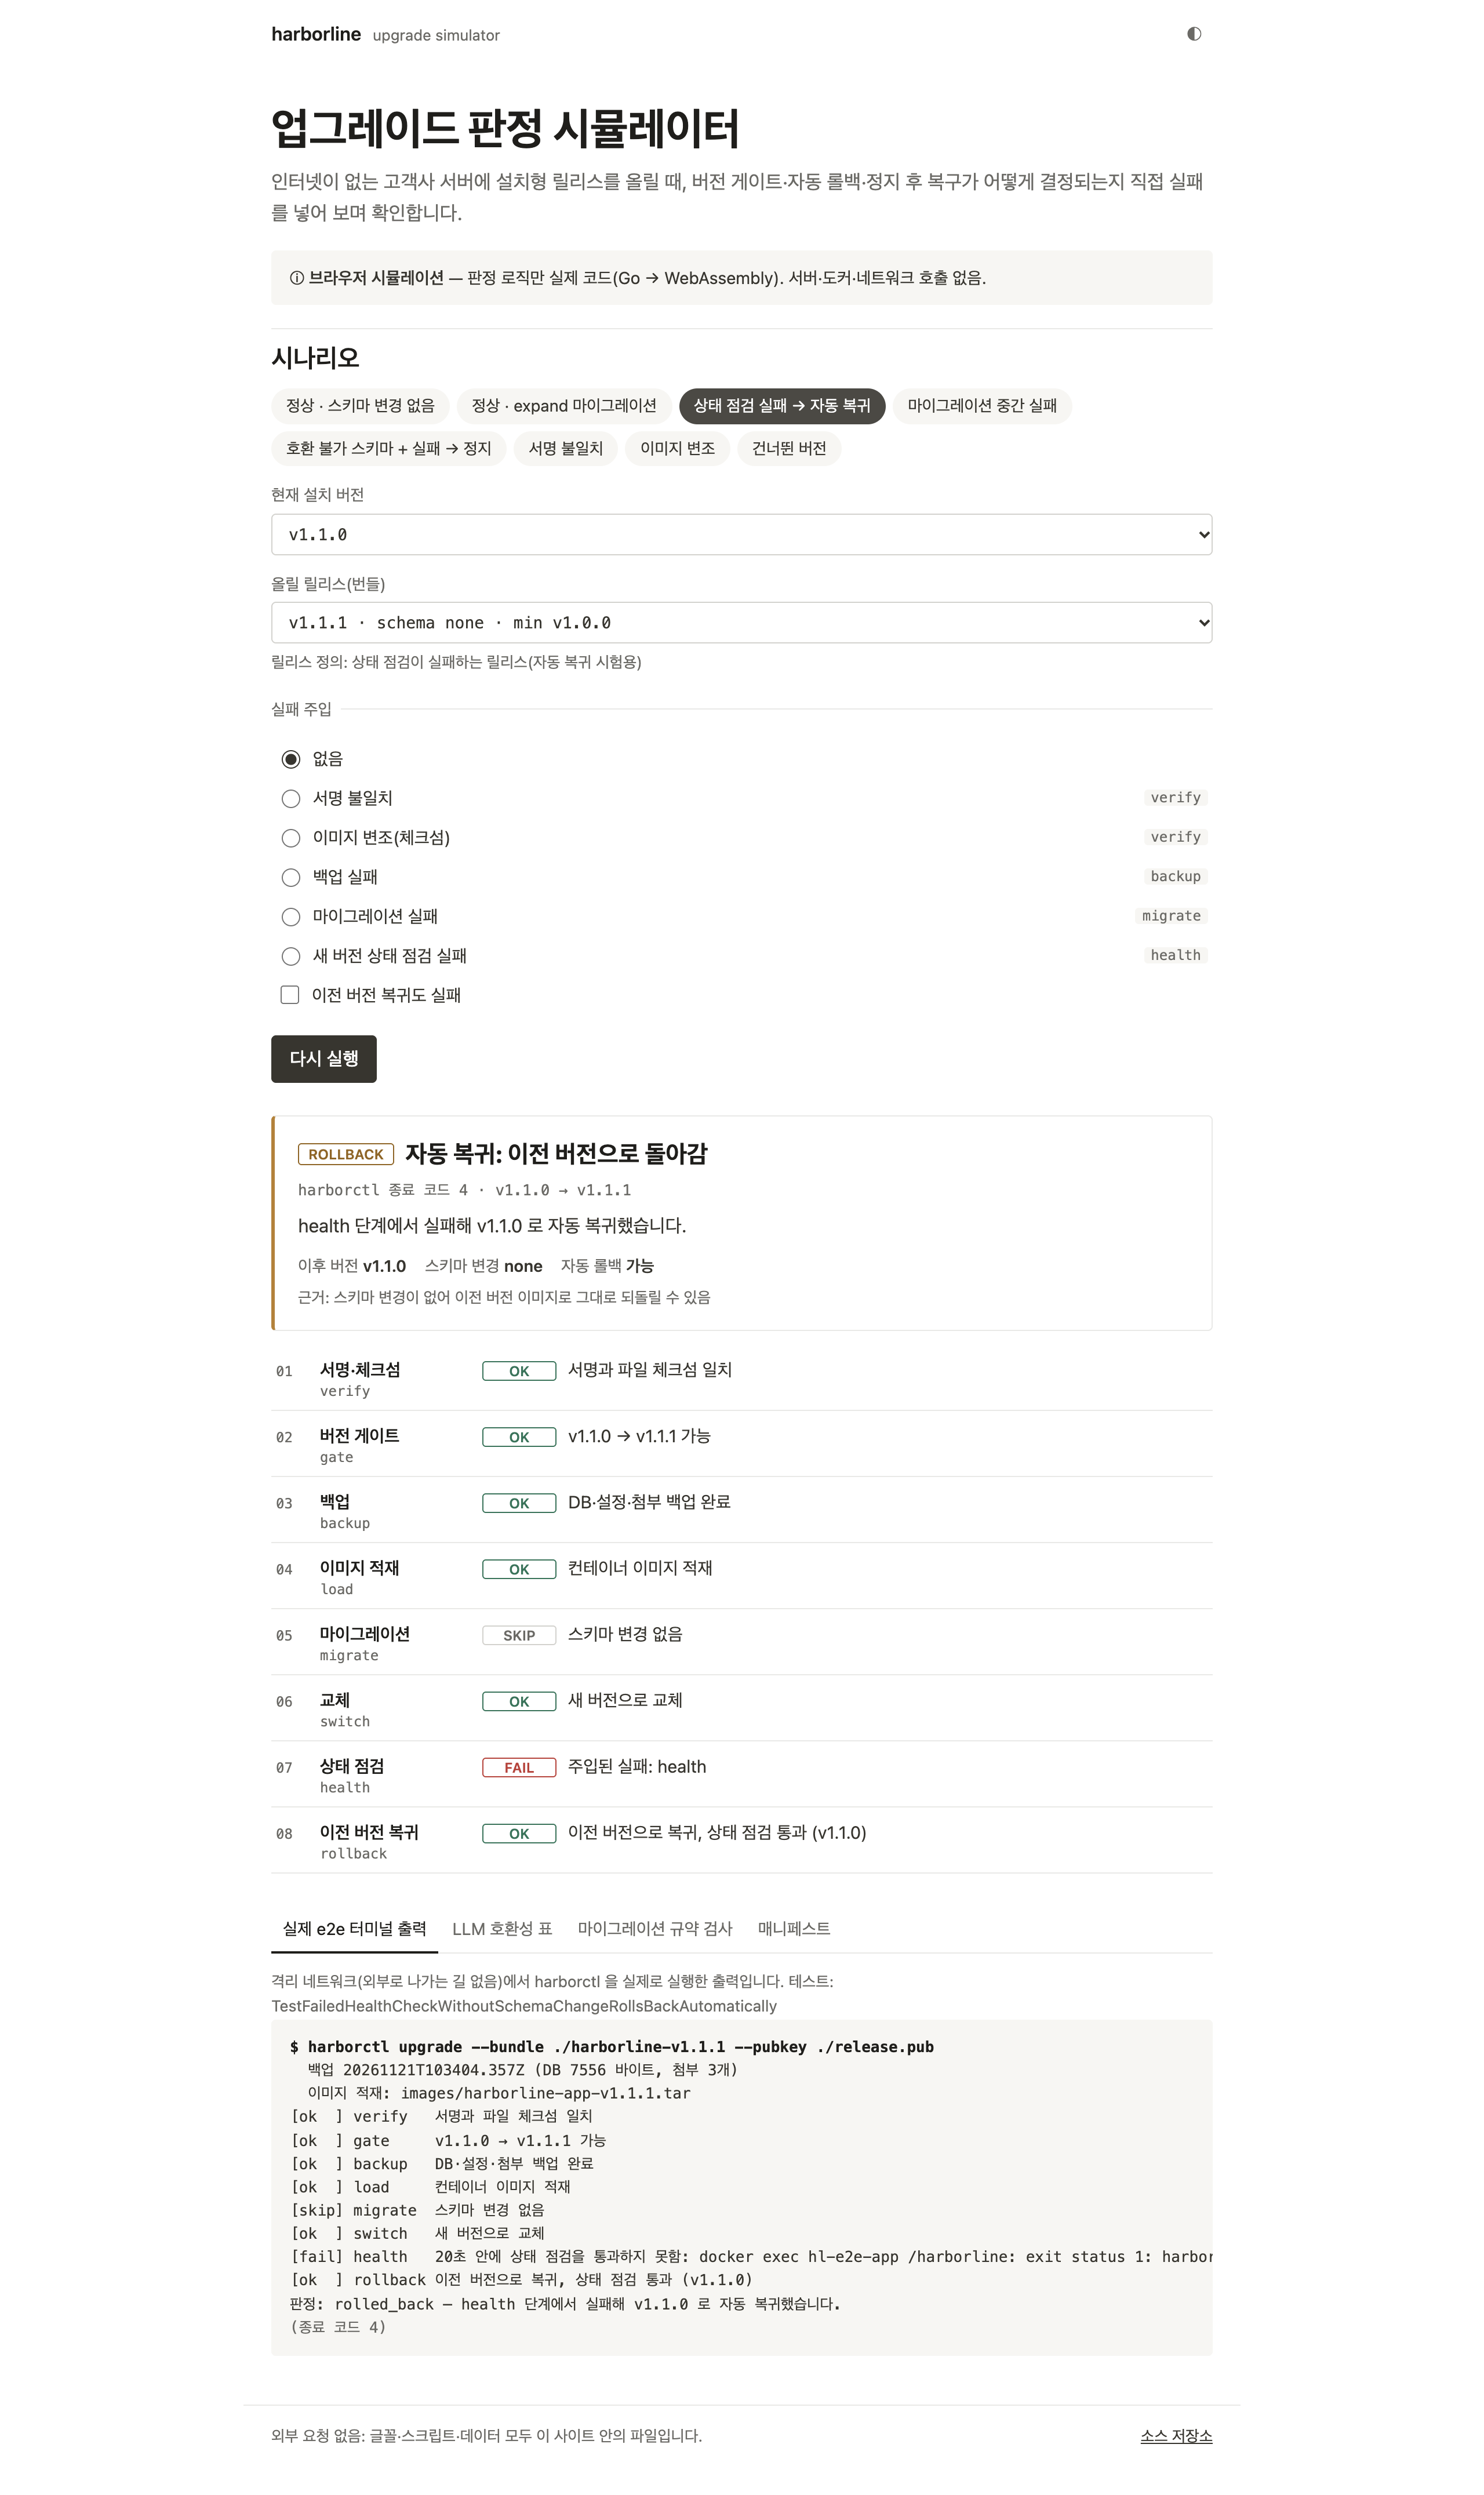 harborline upgrade simulator
업그레이드 판정 시뮬레이터
인터넷이 없는 고객사 서버에 설치형 릴리스를 올릴 때, 버전 게이트·자동 롤백·정지 후 복구가 어떻게 결정되는지 직접 실패
를 넣어 보며 확인합니다.
ⓘ 브라우저 시뮬레이션 — 판정 로직만 실제 코드(Go → WebAssembly). 서버·도커·네트워크 호출 없음.
시나리오
정상 · 스키마 변경 없음 정상 · expand 마이그레이션 상태 점검 실패 → 자동 복귀 마이그레이션 중간 실패
호환 불가 스키마 + 실패 → 정지 서명 불일치 이미지 변조 건너뛴 버전
현재 설치 버전
v1.1.0
올릴 릴리스(번들)
v1.1.1 · schema none · min v1.0.0
릴리스 정의: 상태 점검이 실패하는 릴리스(자동 복귀 시험용)
실패 주입
없음
서명 불일치 verify
이미지 변조(체크섬) verify
백업 실패 backup
마이그레이션 실패 migrate
새 버전 상태 점검 실패 health
이전 버전 복귀도 실패
다시 실행
ROLLBACK 자동 복귀: 이전 버전으로 돌아감
harborctl 종료 코드 4 · v1.1.0 → v1.1.1
health 단계에서 실패해 v1.1.0 로 자동 복귀했습니다.
이후 버전 v1.1.0 스키마 변경 none 자동 롤백 가능
근거: 스키마 변경이 없어 이전 버전 이미지로 그대로 되돌릴 수 있음
01 서명·체크섬 OK 서명과 파일 체크섬 일치
verify
02 버전 게이트 OK v1.1.0 → v1.1.1 가능
gate
03 백업 OK DB·설정·첨부 백업 완료
backup
04 이미지 적재 OK 컨테이너 이미지 적재
load
05 마이그레이션 SKIP 스키마 변경 없음
migrate
06 교체 OK 새 버전으로 교체
switch
07 상태 점검 FAIL 주입된 실패: health
health
08 이전 버전 복귀 OK 이전 버전으로 복귀, 상태 점검 통과 (v1.1.0)
rollback
실제 e2e 터미널 출력 LLM 호환성 표 마이그레이션 규약 검사 매니페스트
격리 네트워크(외부로 나가는 길 없음)에서 harborctl 을 실제로 실행한 출력입니다. 테스트:
TestFailedHealthCheckWithoutSchemaChangeRollsBackAutomatically
$ harborctl upgrade --bundle ./harborline-v1.1.1 --pubkey ./release.pub
백업 20261121T103404.357Z (DB 7556 바이트, 첨부 3개)
이미지 적재: images/harborline-app-v1.1.1.tar
[ok  ] verify   서명과 파일 체크섬 일치
[ok  ] gate     v1.1.0 → v1.1.1 가능
[ok  ] backup   DB·설정·첨부 백업 완료
[ok  ] load     컨테이너 이미지 적재
[skip] migrate  스키마 변경 없음
[ok  ] switch   새 버전으로 교체
[fail] health   20초 안에 상태 점검을 통과하지 못함: docker exec hl-e2e-app /harborline: exit status 1: harbor
[ok  ] rollback 이전 버전으로 복귀, 상태 점검 통과 (v1.1.0)
판정: rolled_back — health 단계에서 실패해 v1.1.0 로 자동 복귀했습니다.
(종료 코드 4)
외부 요청 없음: 글꼴·스크립트·데이터 모두 이 사이트 안의 파일입니다. 소스 저장소